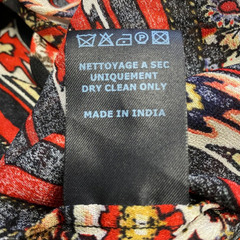 NETTOYAGE A SEC
UNIQUEMENT
DRY CLEAN ONLY
MADE IN INDIA